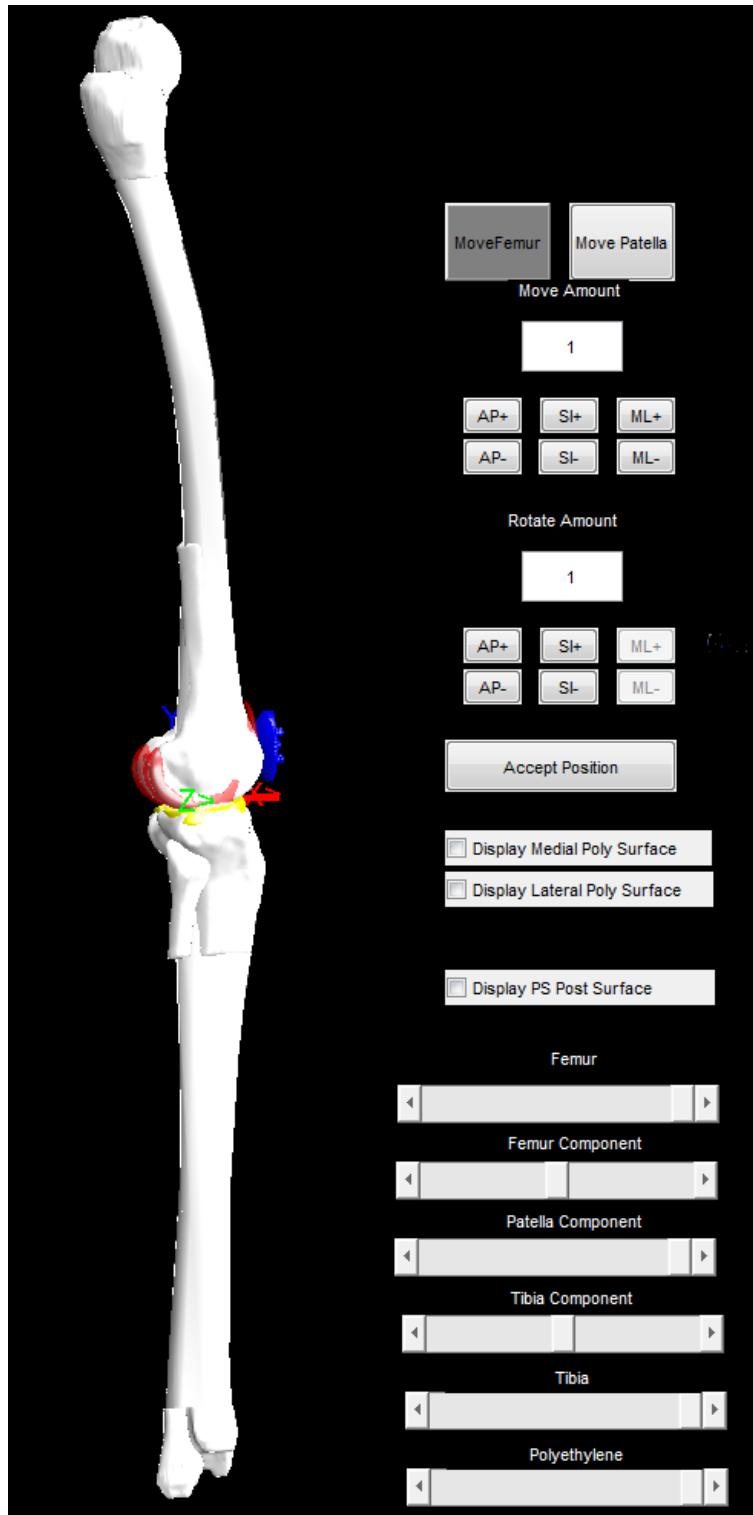 MoveFemur Move Patella
Move Amount
1
AP+ SI+ ML+
AP- SI- ML-
Rotate Amount
1
AP+ SI+ ML+
AP- SI- ML-
Y
Accept Position
Z
X
Display Medial Poly Surface
Display Lateral Poly Surface
Display PS Post Surface
Femur
Femur Component
Patella Component
Tibia Component
Tibia
Polyethylene